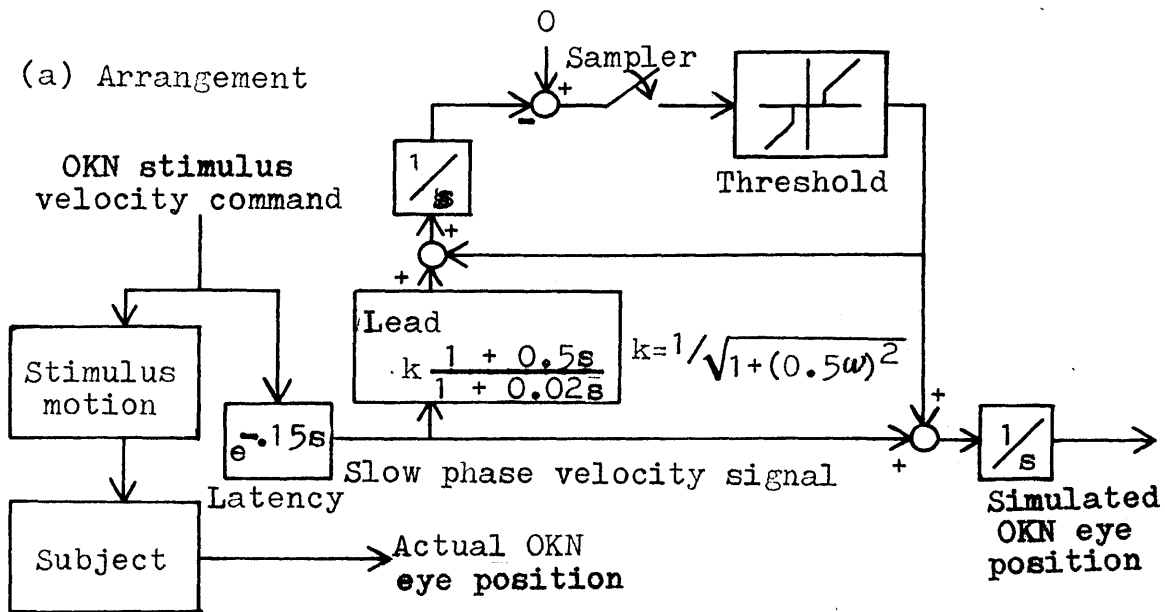 (a) Arrangement
0
Sampler
+
-
Threshold
OKN stimulus
velocity command
1/s
+
+
Lead
k (1 + 0.5s)/(1 + 0.02s)
k=1/√(1+(0.5ω)²)
Stimulus
motion
e^-.15s
Latency
Slow phase velocity signal
+
+
1/s
Simulated
OKN eye
position
Subject
Actual OKN
eye position